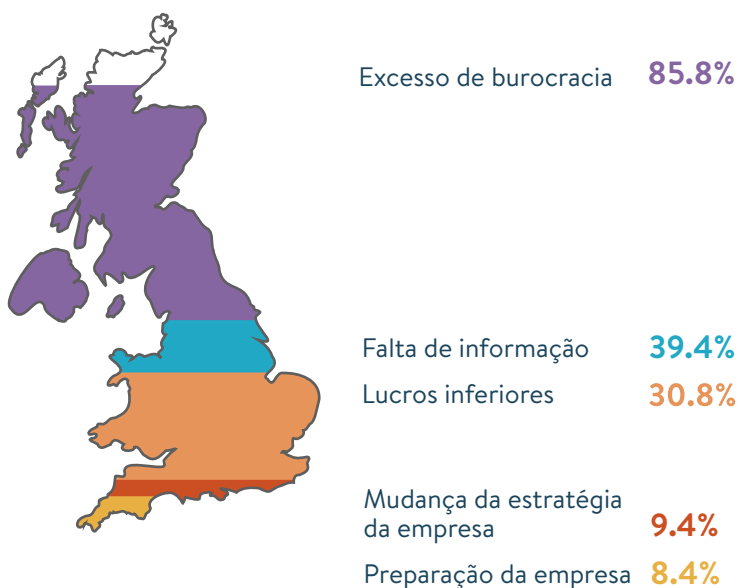 Excesso de burocracia 85.8%
Falta de informação 39.4%
Lucros inferiores 30.8%
Mudança da estratégia
da empresa 9.4%
Preparação da empresa 8.4%